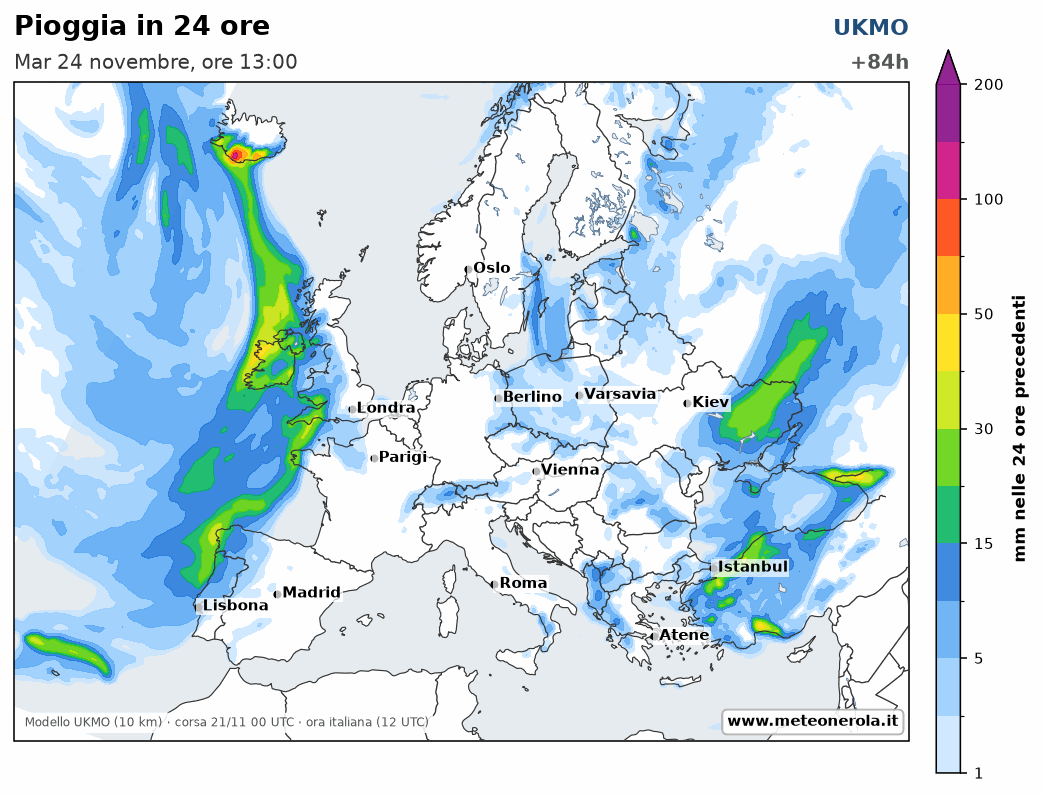 Pioggia in 24 ore
UKMO
Mar 24 novembre, ore 13:00
+84h
200
100
50
30
15
5
1
mm nelle 24 ore precedenti
Oslo
Berlino
Varsavia
Kiev
Londra
Parigi
Vienna
Istanbul
Roma
Madrid
Lisbona
Atene
Modello UKMO (10 km) · corsa 21/11 00 UTC · ora italiana (12 UTC)
www.meteonerola.it